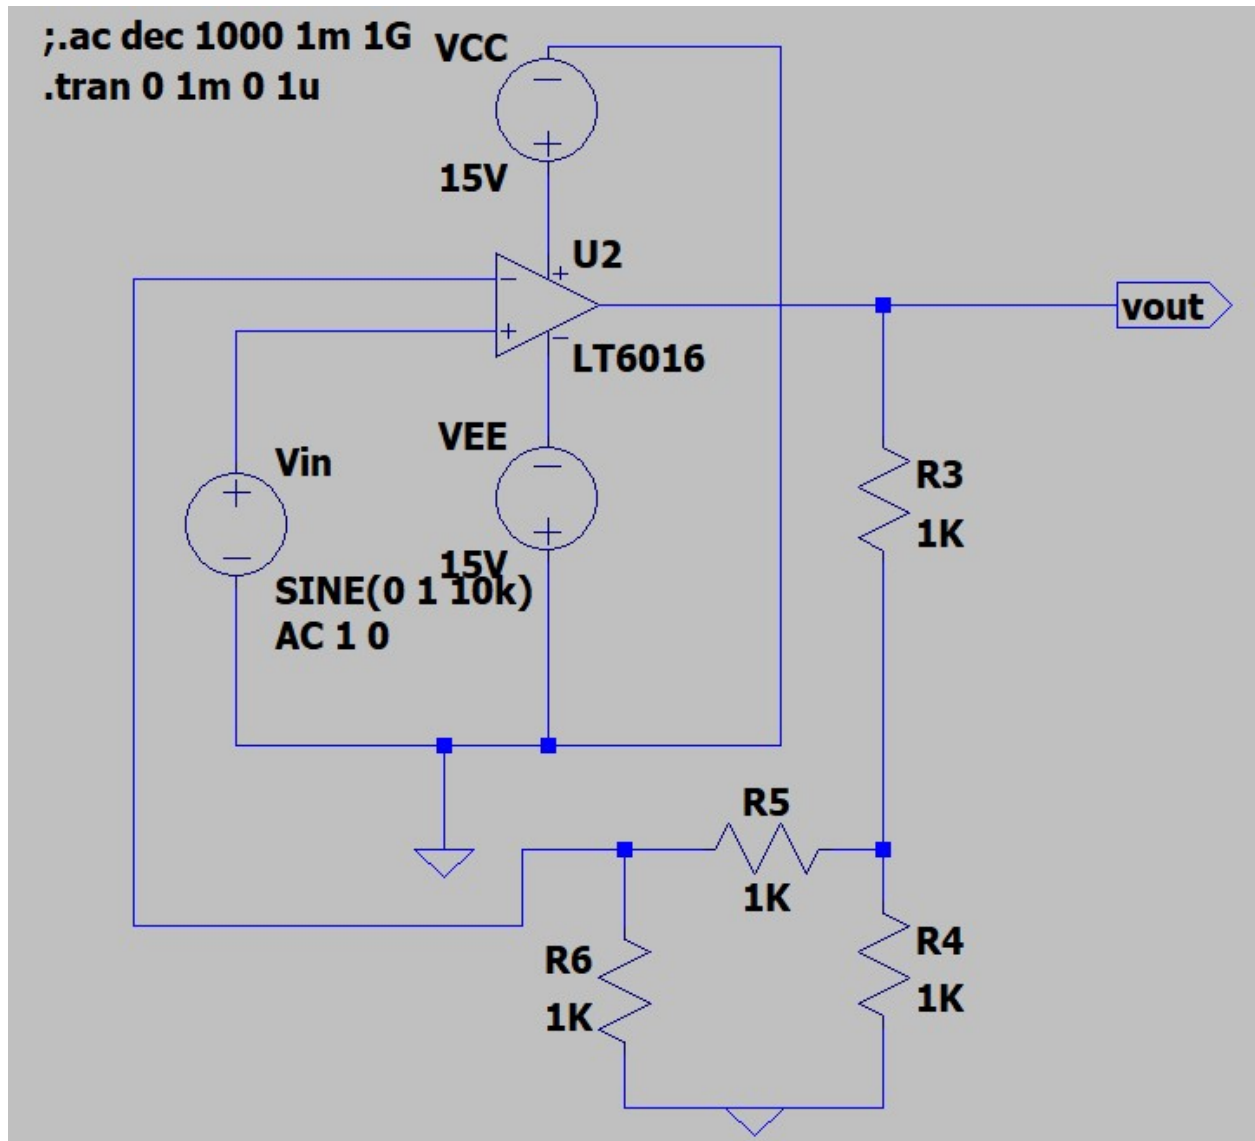 ;.ac dec 1000 1m 1G
.tran 0 1m 0 1u
VCC
15V
U2
LT6016
vout
VEE
15V
Vin
SINE(0 1 10k)
AC 1 0
R3
1K
R5
1K
R6
1K
R4
1K